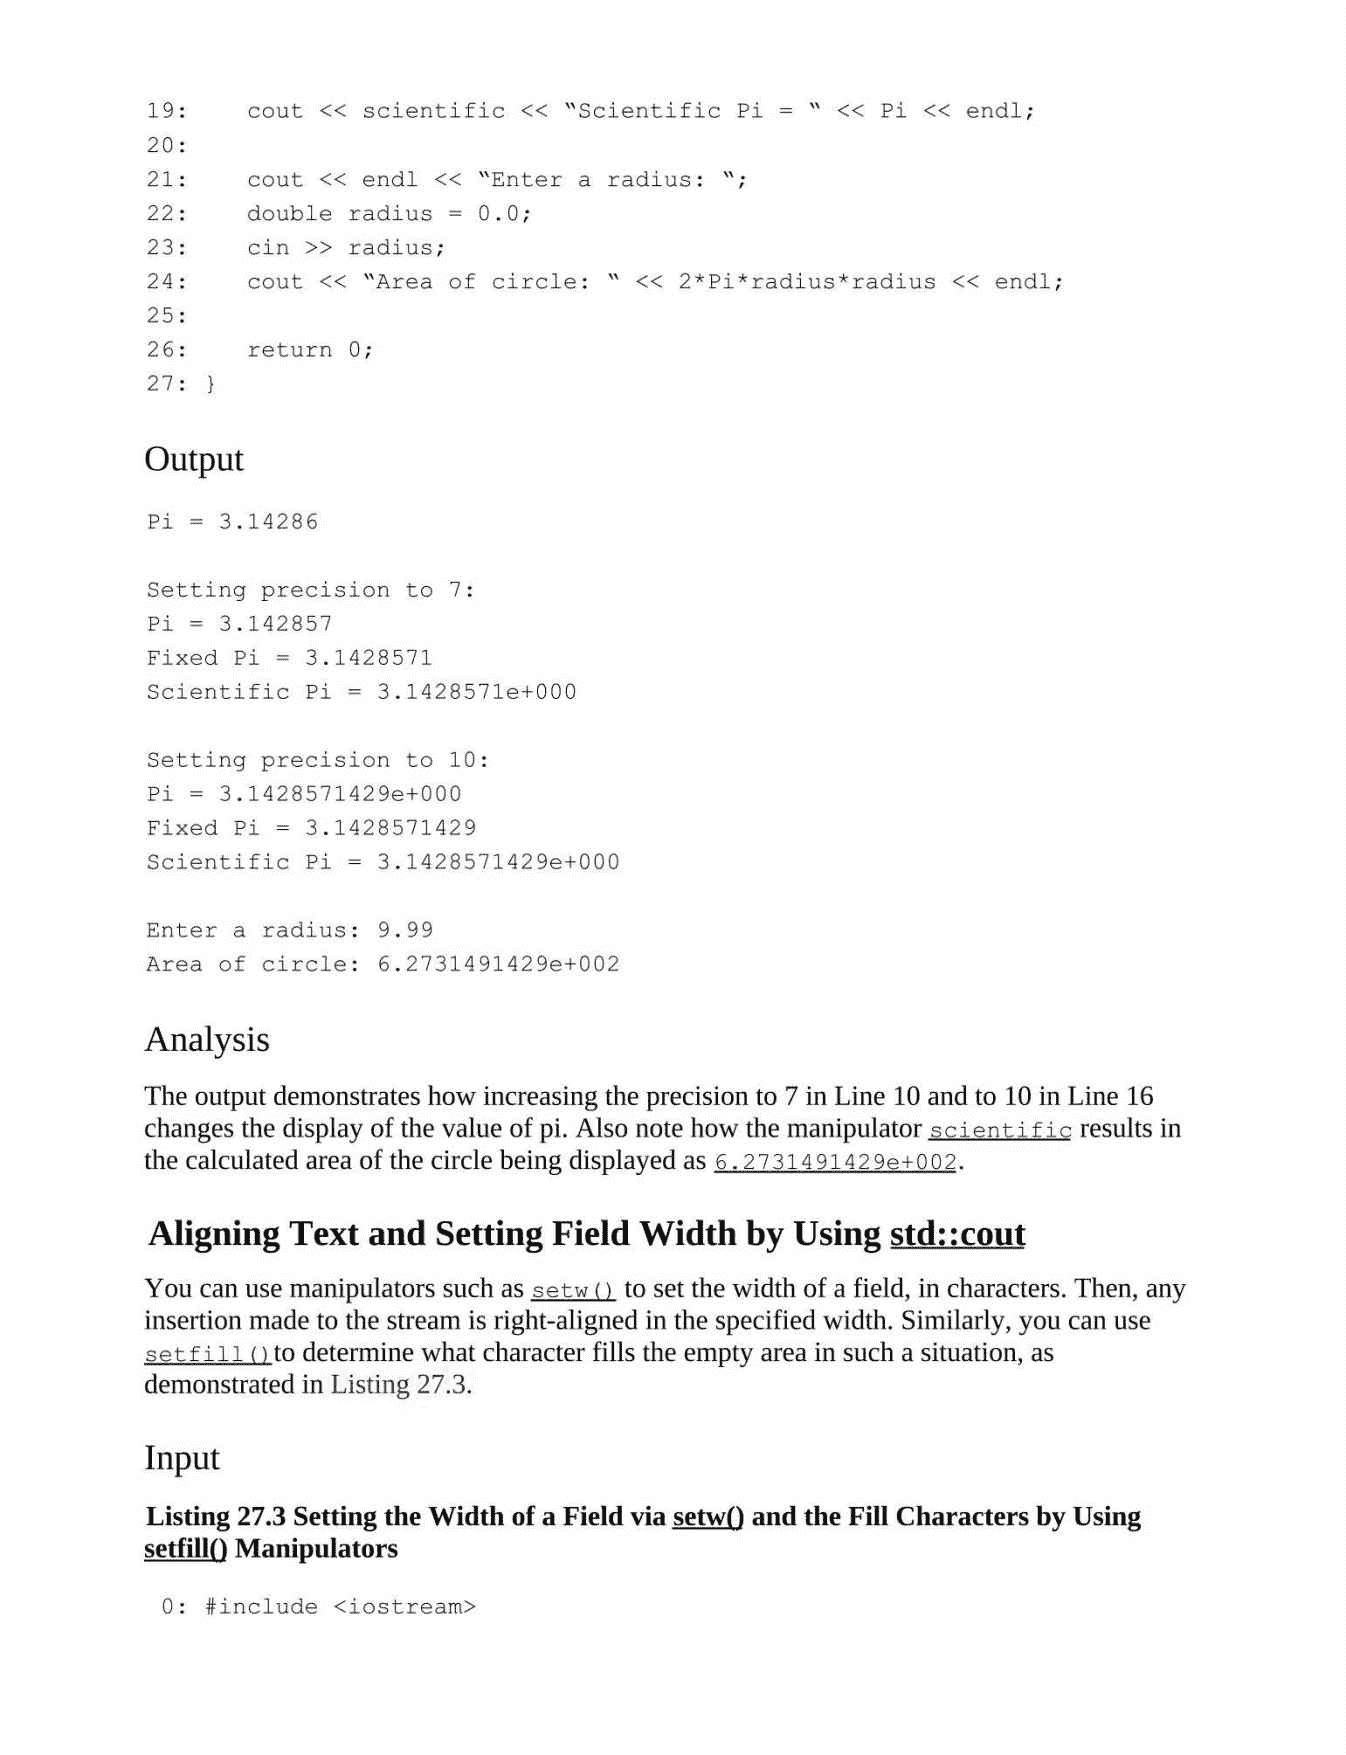 19:    cout << scientific << “Scientific Pi = “ << Pi << endl;
20:
21:    cout << endl << “Enter a radius: “;
22:    double radius = 0.0;
23:    cin >> radius;
24:    cout << “Area of circle: “ << 2*Pi*radius*radius << endl;
25:
26:    return 0;
27: }
Output
Pi = 3.14286
Setting precision to 7:
Pi = 3.142857
Fixed Pi = 3.1428571
Scientific Pi = 3.1428571e+000
Setting precision to 10:
Pi = 3.1428571429e+000
Fixed Pi = 3.1428571429
Scientific Pi = 3.1428571429e+000
Enter a radius: 9.99
Area of circle: 6.2731491429e+002
Analysis
The output demonstrates how increasing the precision to 7 in Line 10 and to 10 in Line 16
changes the display of the value of pi. Also note how the manipulator scientific results in
the calculated area of the circle being displayed as 6.2731491429e+002.
Aligning Text and Setting Field Width by Using std::cout
You can use manipulators such as setw() to set the width of a field, in characters. Then, any
insertion made to the stream is right-aligned in the specified width. Similarly, you can use
setfill()to determine what character fills the empty area in such a situation, as
demonstrated in Listing 27.3.
Input
Listing 27.3 Setting the Width of a Field via setw() and the Fill Characters by Using
setfill() Manipulators
0: #include <iostream>